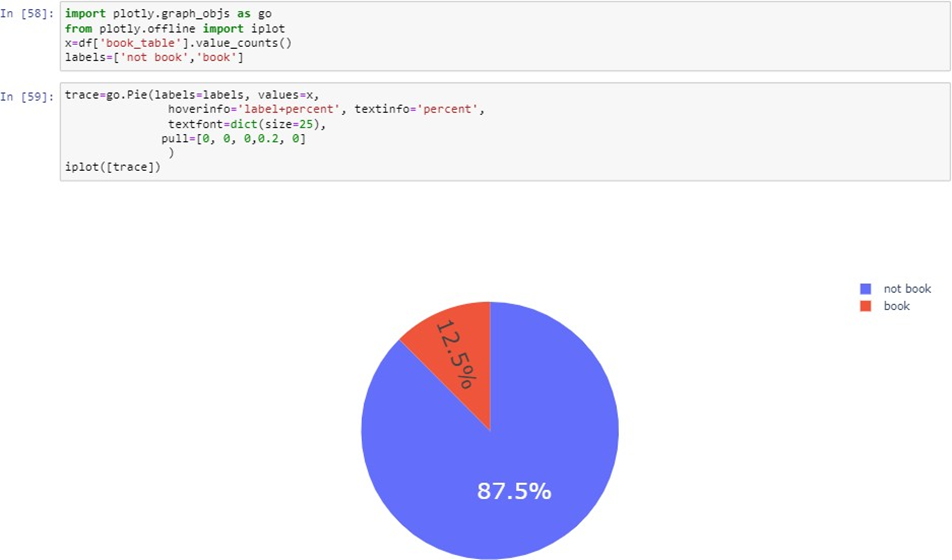 In [58]: import plotly.graph_objs as go
from plotly.offline import iplot
x=df['book_table'].value_counts()
labels=['not book','book']
In [59]: trace=go.Pie(labels=labels, values=x,
hoverinfo='label+percent', textinfo='percent',
textfont=dict(size=25),
pull=[0, 0, 0,0.2, 0]
)
iplot([trace])
not book
book
12.5%
87.5%